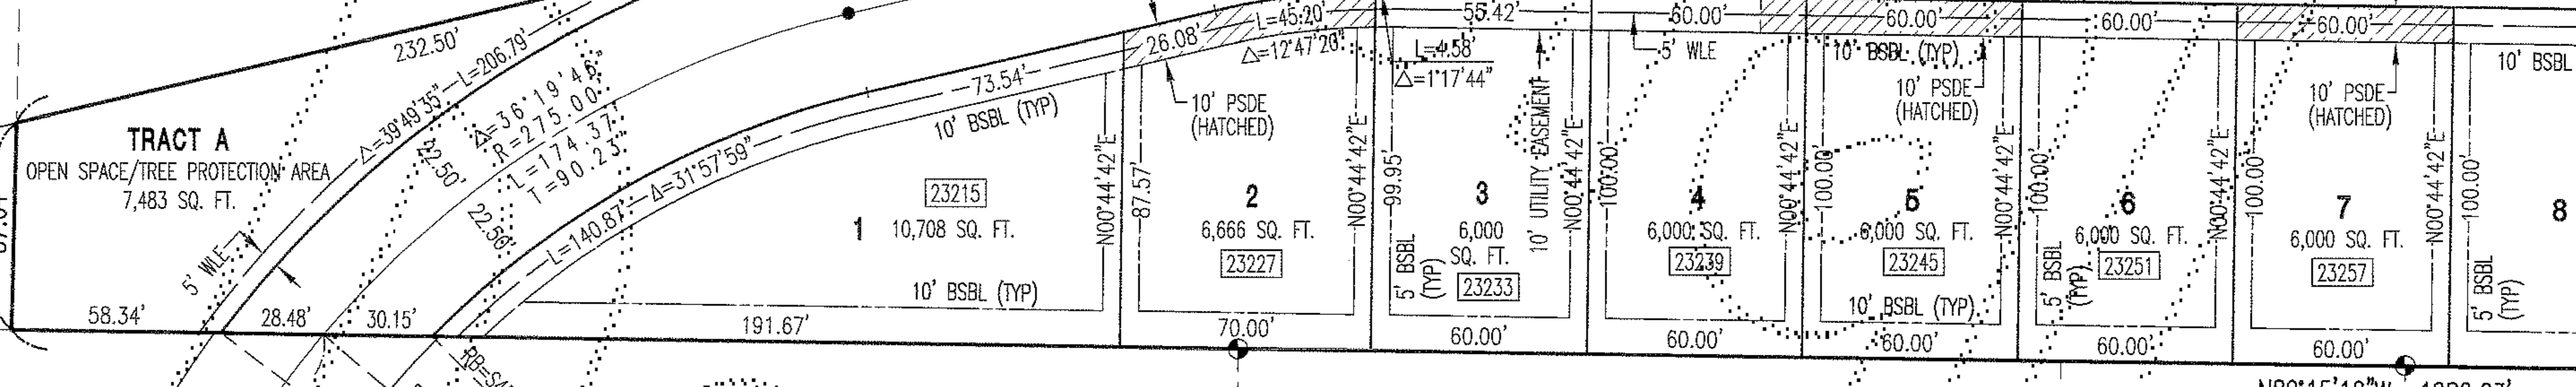 232.50'
Δ=39°49'35" L=206.79'
Δ=36°19'46"
R=275.00'
L=174.37'
T=90.23'
22.50'
22.50'
TRACT A
OPEN SPACE/TREE PROTECTION AREA
7,483 SQ. FT.
5' WLE
58.34'
28.48'
30.15'
191.67'
L=140.87' Δ=31°57'59"
73.54'
10' BSBL (TYP)
23215
1 10,708 SQ. FT.
10' BSBL (TYP)
N00°44'42"E
26.08'
L=45.20'
Δ=12°47'20"
10' PSDE
(HATCHED)
87.57'
2
6,666 SQ. FT.
23227
N00°44'42"E
70.00'
55.42'
L=4.58'
Δ=1°17'44"
99.95'
3
6,000
SQ. FT.
23233
5' BSBL
(TYP)
10' UTILITY EASEMENT
N00°44'42"E
60.00'
60.00'
5' WLE
100.00'
4
6,000 SQ. FT.
23239
N00°44'42"E
60.00'
60.00'
10' BSBL (TYP)
10' PSDE
(HATCHED)
100.00'
5
6,000 SQ. FT.
23245
10' BSBL (TYP)
N00°44'42"E
60.00'
60.00'
100.00'
6
6,000 SQ. FT.
23251
5' BSBL
(TYP)
N00°44'42"E
60.00'
60.00'
10' PSDE
(HATCHED)
100.00'
7
6,000 SQ. FT.
23257
N00°44'42"E
60.00'
10' BSBL
100.00'
8
5' BSBL
(TYP)